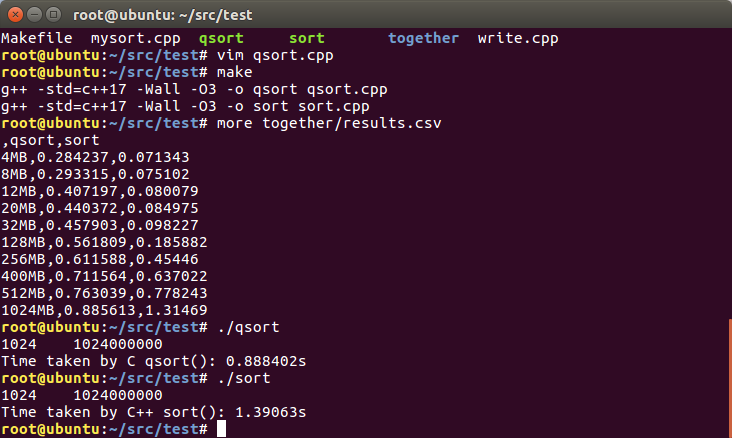 root@ubuntu: ~/src/test
Makefile  mysort.cpp  qsort     sort       together  write.cpp
root@ubuntu:~/src/test# vim qsort.cpp
root@ubuntu:~/src/test# make
g++ -std=c++17 -Wall -O3 -o qsort qsort.cpp
g++ -std=c++17 -Wall -O3 -o sort sort.cpp
root@ubuntu:~/src/test# more together/results.csv
,qsort,sort
4MB,0.284237,0.071343
8MB,0.293315,0.075102
12MB,0.407197,0.080079
20MB,0.440372,0.084975
32MB,0.457903,0.098227
128MB,0.561809,0.185882
256MB,0.611588,0.45446
400MB,0.711564,0.637022
512MB,0.763039,0.778243
1024MB,0.885613,1.31469
root@ubuntu:~/src/test# ./qsort
1024    1024000000
Time taken by C qsort(): 0.888402s
root@ubuntu:~/src/test# ./sort
1024    1024000000
Time taken by C++ sort(): 1.39063s
root@ubuntu:~/src/test#